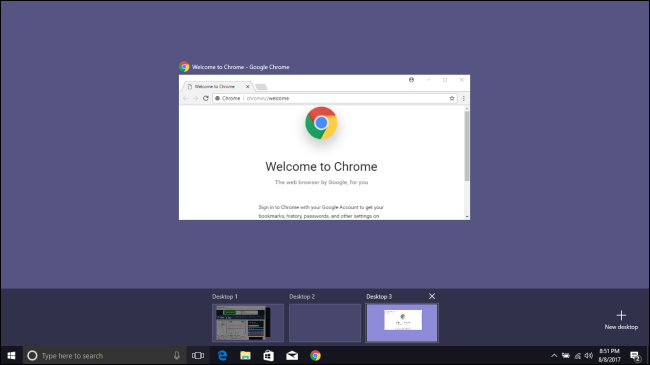 Welcome to Chrome - Google Chrome
Welcome to Chrome
Chrome | chrome://welcome
Welcome to Chrome
The web browser by Google, for you
Sign in to Chrome with your Google Account to get your
bookmarks, history, passwords, and other settings on
Desktop 1
Desktop 2
Desktop 3
New desktop
Type here to search
8:51 PM
8/8/2017
2